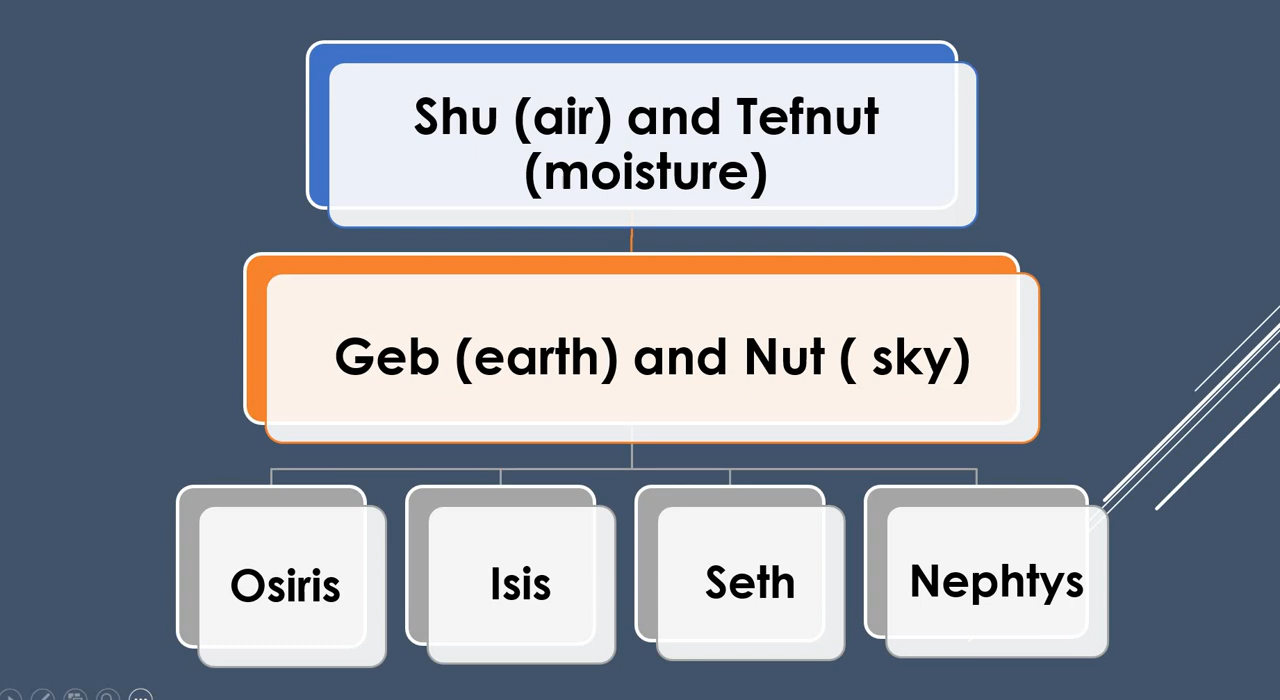 Shu (air) and Tefnut
(moisture)
Geb (earth) and Nut ( sky)
Osiris
Isis
Seth
Nephtys